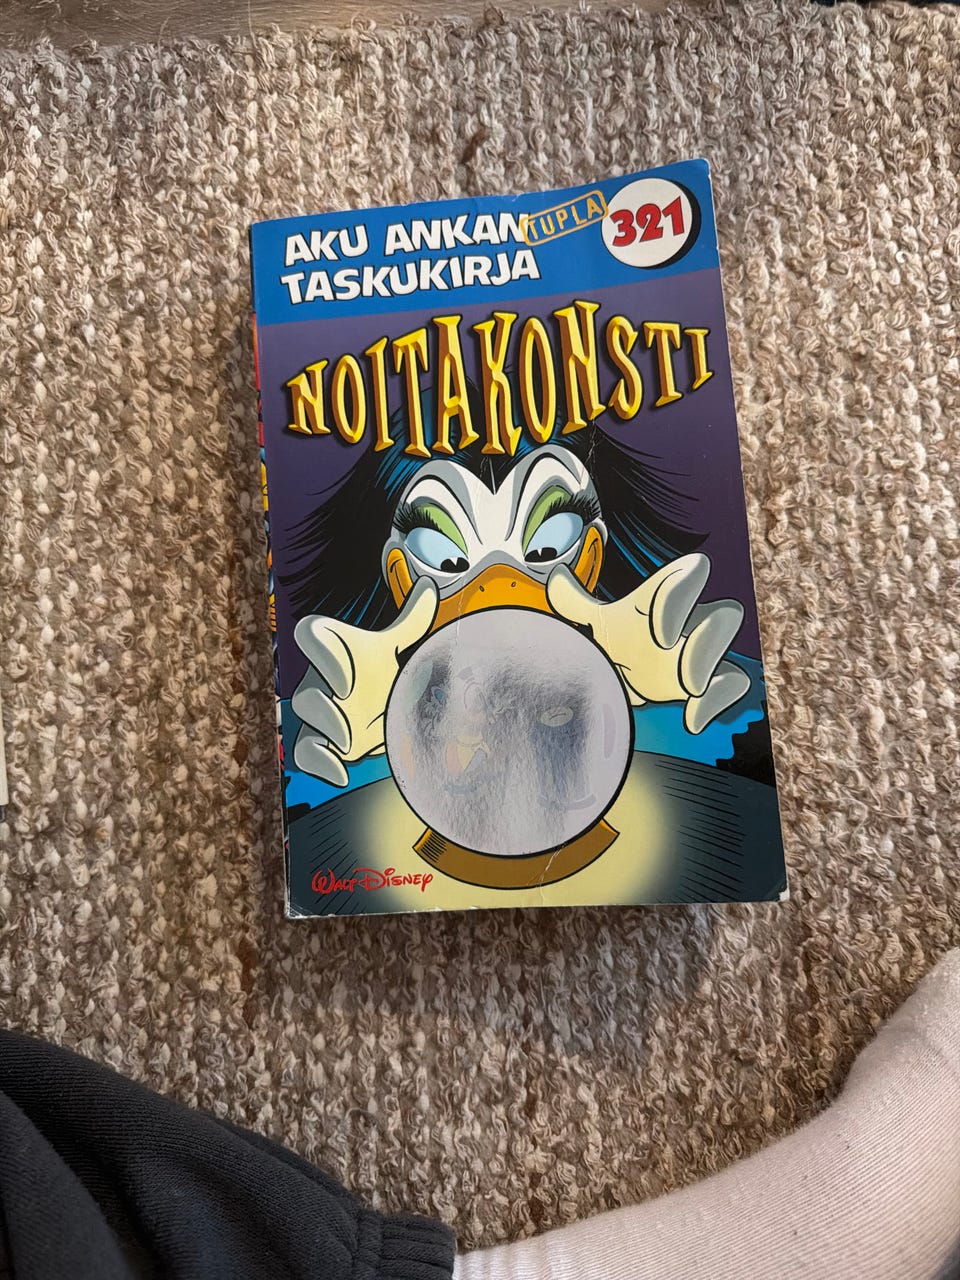 AKU ANKAN TUPLA 321
TASKUKIRJA
NOITAKONSTI
WALT DISNEY